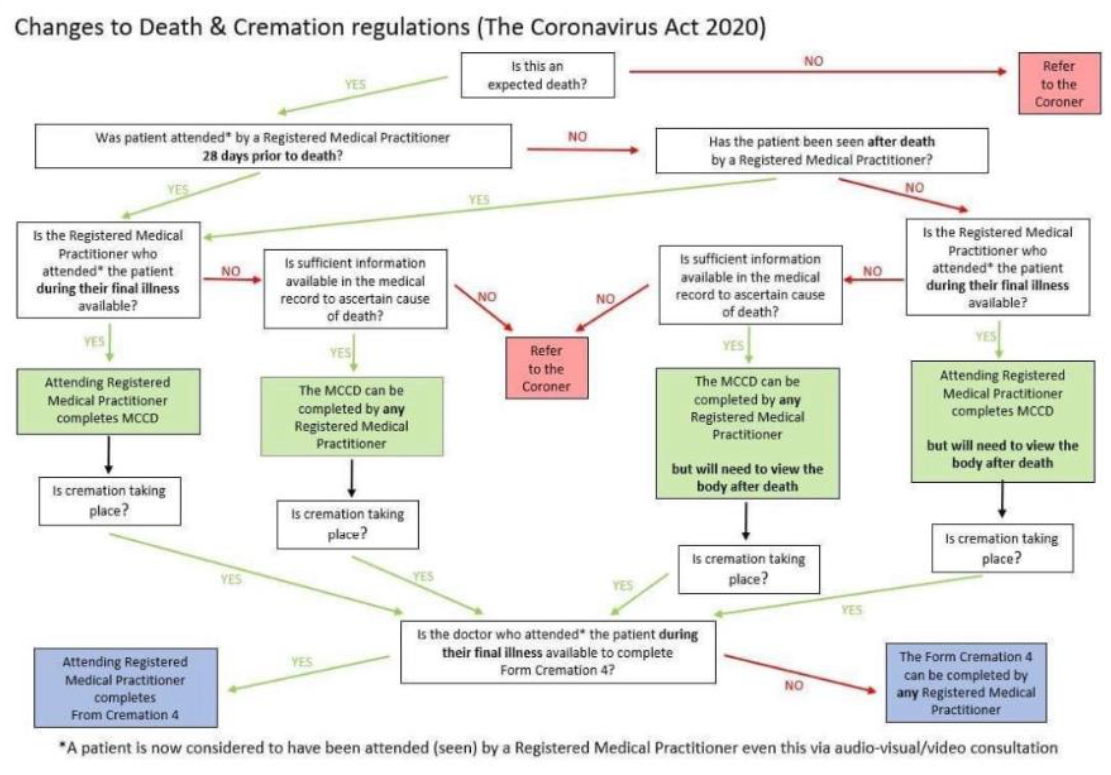 Changes to Death & Cremation regulations (The Coronavirus Act 2020)
Is this an
expected death?
NO
Refer
to the
Coroner
YES
Was patient attended* by a Registered Medical Practitioner
28 days prior to death?
NO
Has the patient been seen after death
by a Registered Medical Practitioner?
YES
YES
NO
Is the Registered Medical
Practitioner who
attended* the patient
during their final illness
available?
NO
Is sufficient information
available in the medical
record to ascertain cause
of death?
NO
NO
Is sufficient information
available in the medical
record to ascertain cause
of death?
NO
Is the Registered Medical
Practitioner who
attended* the patient
during their final illness
available?
YES
YES
Refer
to the
Coroner
YES
YES
Attending Registered
Medical Practitioner
completes MCCD
The MCCD can be
completed by any
Registered Medical
Practitioner
The MCCD can be
completed by any
Registered Medical
Practitioner
but will need to view the
body after death
Attending Registered
Medical Practitioner
completes MCCD
but will need to view the
body after death
Is cremation taking
place?
Is cremation taking
place?
Is cremation taking
place?
Is cremation taking
place?
YES
YES
YES
YES
Is the doctor who attended* the patient during
their final illness available to complete
Form Cremation 4?
YES
NO
Attending Registered
Medical Practitioner
completes
From Cremation 4
The Form Cremation 4
can be completed by
any Registered Medical
Practitioner
*A patient is now considered to have been attended (seen) by a Registered Medical Practitioner even this via audio-visual/video consultation